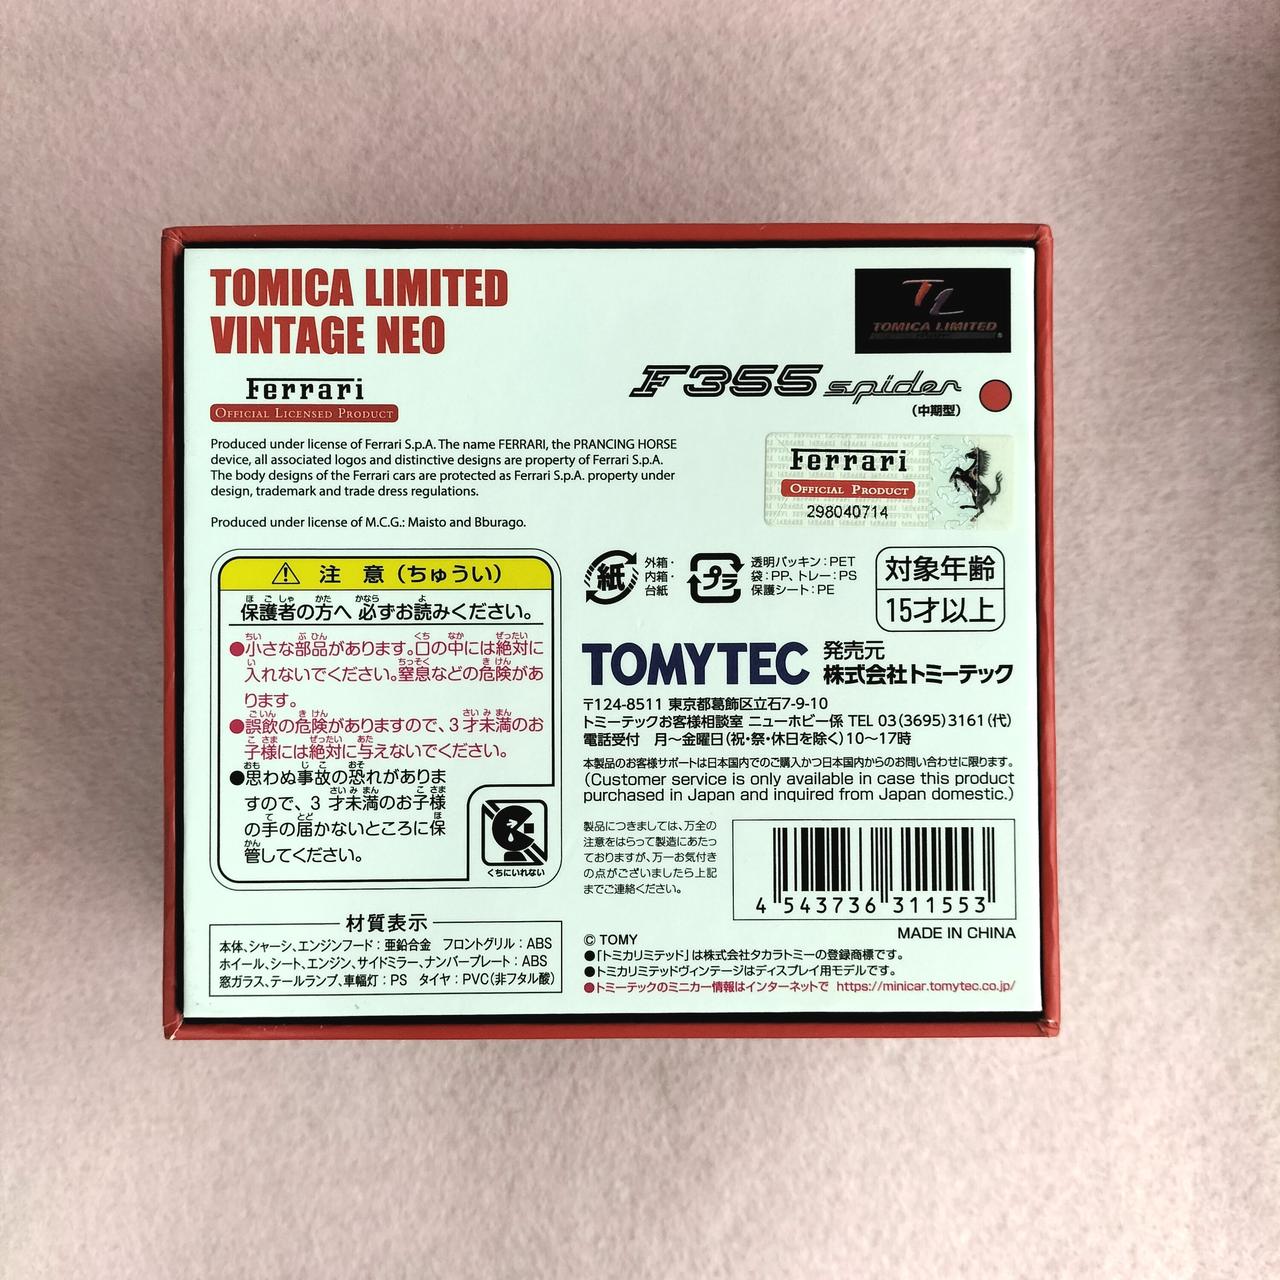 TOMICA LIMITED
VINTAGE NEO
Ferrari
OFFICIAL LICENSED PRODUCT
TL
TOMICA LIMITED
F355 spider
(中期型)
Produced under license of Ferrari S.p.A. The name FERRARI, the PRANCING HORSE
device, all associated logos and distinctive designs are property of Ferrari S.p.A.
The body designs of the Ferrari cars are protected as Ferrari S.p.A. property under
design, trademark and trade dress regulations.
Produced under license of M.C.G.: Maisto and Bburago.
Ferrari
OFFICIAL PRODUCT
298040714
注 意(ちゅうい)
保護者の方へ 必ずお読みください。
●小さな部品があります。口の中には絶対に
入れないでください。窒息などの危険があ
ります。
●誤飲の危険がありますので、3才未満のお
子様には絶対に与えないでください。
●思わぬ事故の恐れがありま
すので、3才未満のお子様
の手の届かないところに保
管してください。
くちにいれない
材質表示
本体、シャーシ、エンジンフード:亜鉛合金 フロントグリル:ABS
ホイール、シート、エンジン、サイドミラー、ナンバープレート:ABS
窓ガラス、テールランプ、車幅灯:PS タイヤ:PVC(非フタル酸)
紙
外箱・
内箱・
台紙
プラ
透明パッキン:PET
袋:PP、トレー:PS
保護シート:PE
対象年齢
15才以上
TOMYTEC
発売元
株式会社トミーテック
〒124-8511 東京都葛飾区立石7-9-10
トミーテックお客様相談室 ニューホビー係 TEL 03(3695)3161(代)
電話受付 月〜金曜日(祝・祭・休日を除く)10〜17時
本製品のお客様サポートは日本国内でのご購入かつ日本国内からのお問い合わせに限ります。
(Customer service is only available in case this product
purchased in Japan and inquired from Japan domestic.)
製品につきましては、万全の
注意をはらって製造にあたっ
ておりますが、万一お気付き
の点がございましたら上記
までご連絡ください。
4 543736 311553
MADE IN CHINA
© TOMY
●「トミカリミテッド」は株式会社タカラトミーの登録商標です。
●トミカリミテッドヴィンテージはディスプレイ用モデルです。
●トミーテックのミニカー情報はインターネットで https://minicar.tomytec.co.jp/